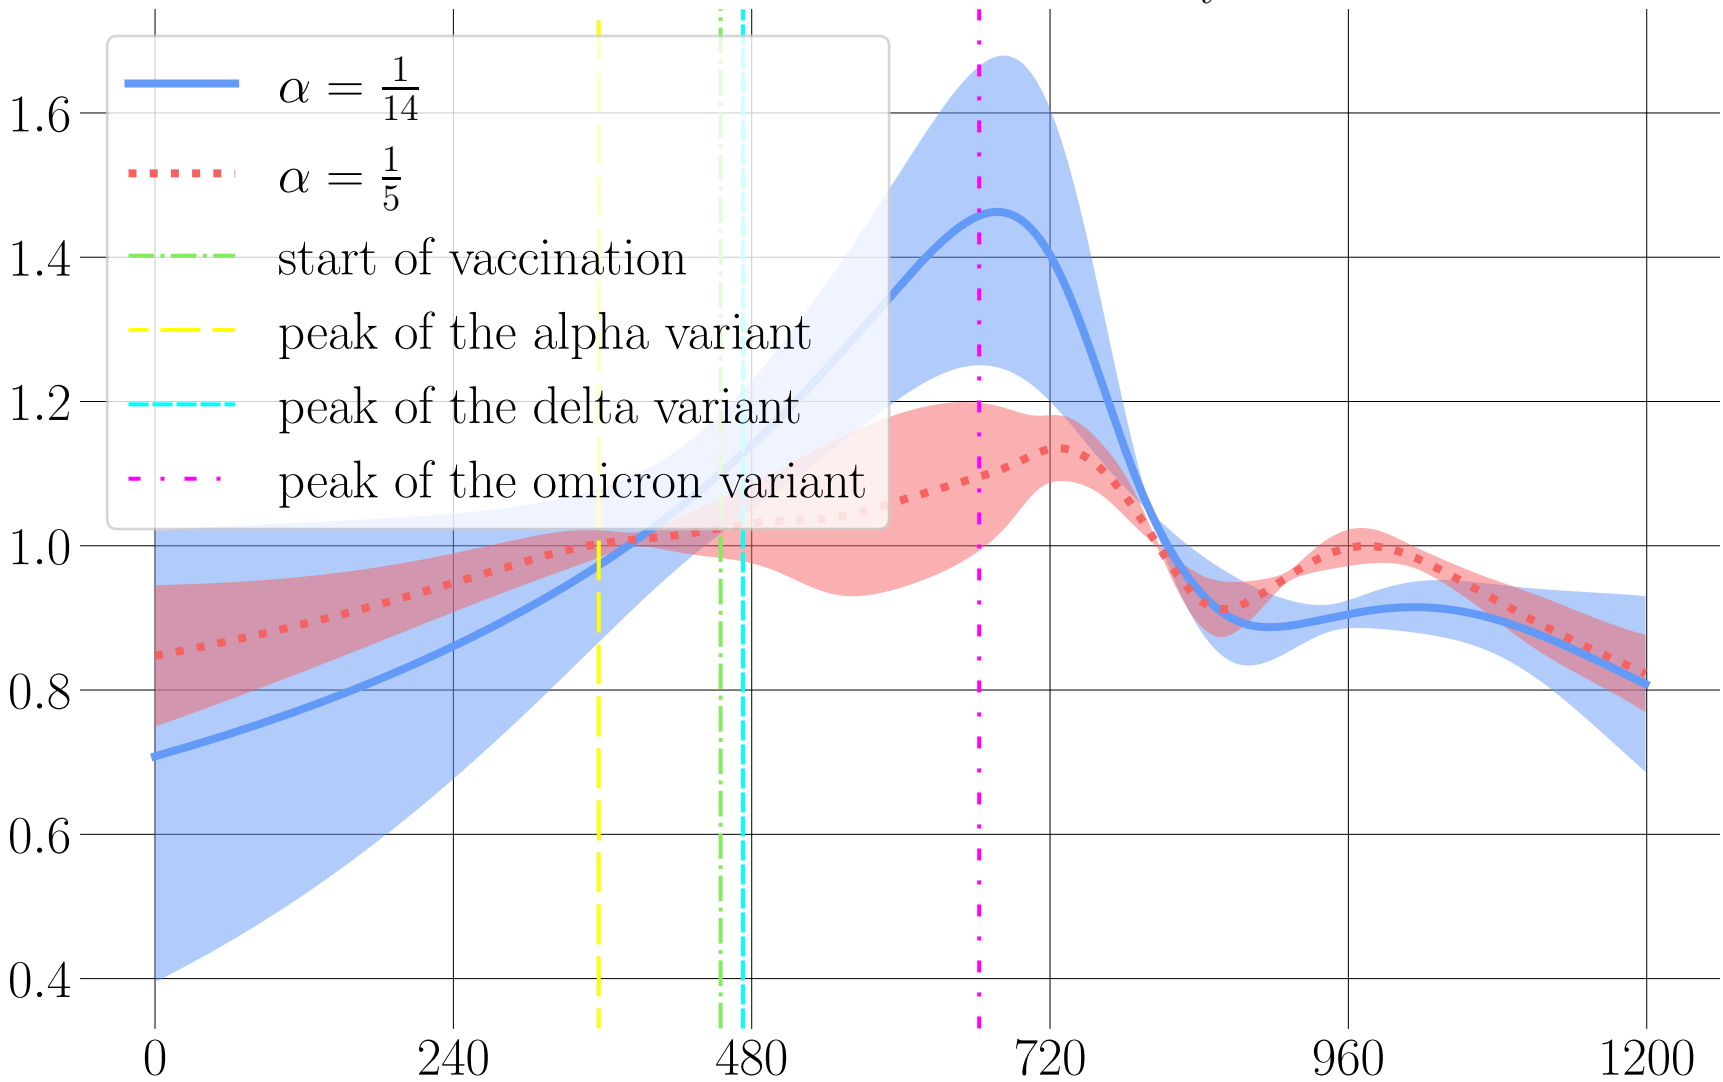 α = 1/14
α = 1/5
start of vaccination
peak of the alpha variant
peak of the delta variant
peak of the omicron variant
1.6
1.4
1.2
1.0
0.8
0.6
0.4
0 240 480 720 960 1200